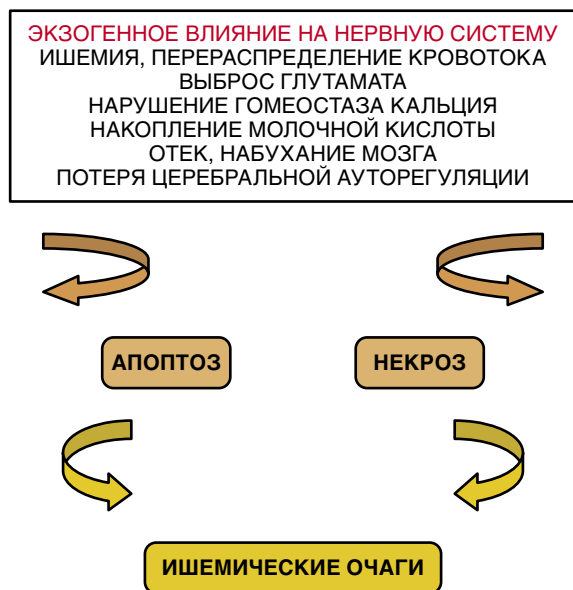 ЭКЗОГЕННОЕ ВЛИЯНИЕ НА НЕРВНУЮ СИСТЕМУ
ИШЕМИЯ, ПЕРЕРАСПРЕДЕЛЕНИЕ КРОВОТОКА
ВЫБРОС ГЛУТАМАТА
НАРУШЕНИЕ ГОМЕОСТАЗА КАЛЬЦИЯ
НАКОПЛЕНИЕ МОЛОЧНОЙ КИСЛОТЫ
ОТЕК, НАБУХАНИЕ МОЗГА
ПОТЕРЯ ЦЕРЕБРАЛЬНОЙ АУТОРЕГУЛЯЦИИ
АПОПТОЗ
НЕКРОЗ
ИШЕМИЧЕСКИЕ ОЧАГИ